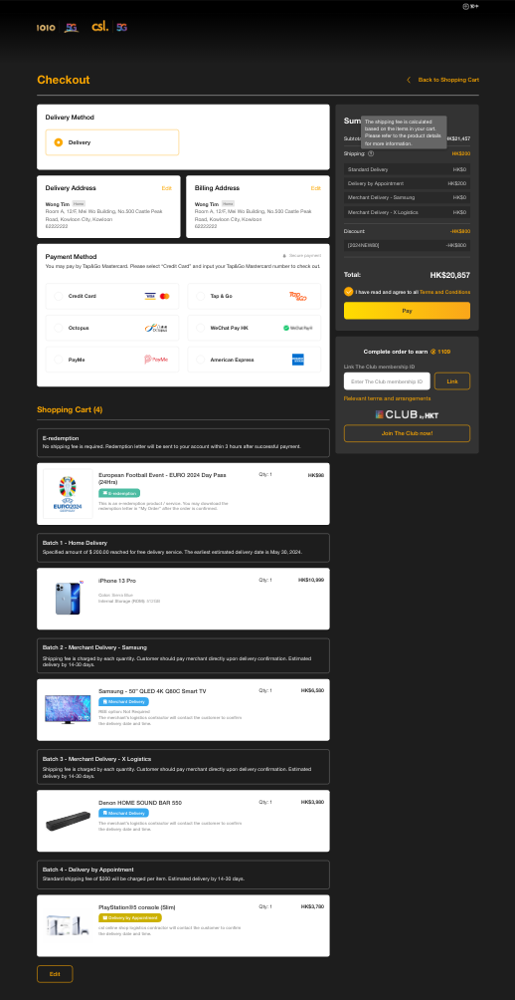 1O1O
5G
csl.
5G
Checkout
Back to Shopping Cart
Delivery Method
Delivery
Delivery Address
Edit
Wong Tim Home
Room A, 12/F, Mei Wo Building, No.500 Castle Peak
Road, Kowloon City, Kowloon
62222222
Billing Address
Edit
Wong Tim Home
Room A, 12/F, Mei Wo Building, No.500 Castle Peak
Road, Kowloon City, Kowloon
62222222
Payment Method
Secure payment
You may pay by Tap&Go Mastercard. Please select "Credit Card" and input your Tap&Go Mastercard number to check out.
Credit Card
VISA
Tap & Go
Tap&Go
Octopus
WeChat Pay HK
WeChat Pay
PayMe
PayMe
American Express
Shopping Cart (4)
E-redemption
No shipping fee is required. Redemption letter will be sent to your account within 3 hours after successful payment.
European Football Event - EURO 2024 Day Pass
(24Hrs)
Qty: 1
HK$98
E-redemption
This is an e-redemption product / service. You may download the
redemption letter in "My Order" after the order is confirmed.
EURO2024
Batch 1 - Home Delivery
Specified amount of $ 200.00 reached for free delivery service. The earliest estimated delivery date is May 30, 2024.
iPhone 13 Pro
Qty: 1
HK$10,999
Color: Sierra Blue
Internal Storage (ROM): 512GB
Batch 2 - Merchant Delivery - Samsung
Shipping fee is charged by each quantity. Customer should pay merchant directly upon delivery confirmation. Estimated
delivery by 14-30 days.
Samsung - 50" QLED 4K Q80C Smart TV
Qty: 1
HK$6,580
Merchant Delivery
The merchant's logistics contractor will contact the customer to confirm
the delivery date and time.
Batch 3 - Merchant Delivery - X Logistics
Shipping fee is charged by each quantity. Customer should pay merchant directly upon delivery confirmation. Estimated
delivery by 14-30 days.
Denon HOME SOUND BAR 550
Qty: 1
HK$3,980
Merchant Delivery
The merchant's logistics contractor will contact the customer to confirm
the delivery date and time.
Batch 4 - Delivery by Appointment
Standard shipping fee of $200 will be charged per item. Estimated delivery by 14-30 days.
PlayStation®5 console (Slim)
Qty: 1
HK$3,780
Delivery by Appointment
csl online shop logistics contractor will contact the customer to confirm
the delivery date and time.
Edit
Sum
The shipping fee is calculated
based on the items in your cart.
Please refer to the product details
for more information.
Subtot
HK$21,457
Shipping: ?
HK$200
Standard Delivery
HK$0
Delivery by Appointment
HK$200
Merchant Delivery - Samsung
HK$0
Merchant Delivery - X Logistics
HK$0
Discount:
-HK$800
[2024NEW80]
-HK$800
Total:
HK$20,857
I have read and agree to all Terms and Conditions
Pay
Complete order to earn 1109
Link The Club membership ID
Enter The Club membership ID
Link
Relevant terms and arrangements
CLUB by HKT
Join The Club now!